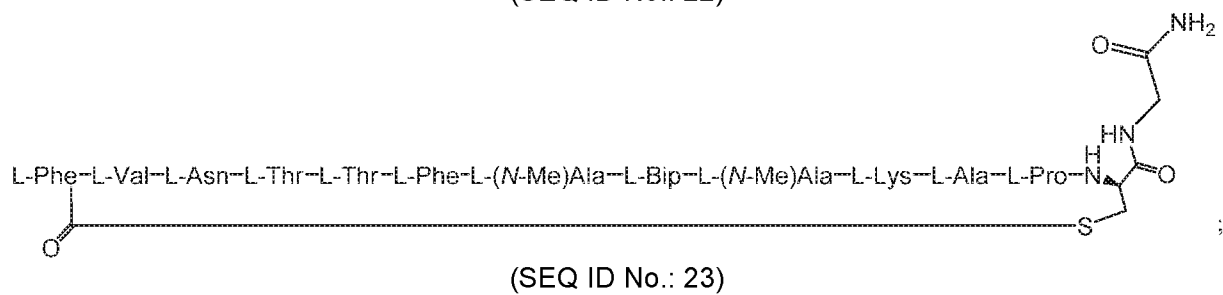 (SEQ ID No.: 22)
NH2
O
HN
H
L-Phe-L-Val-L-Asn-L-Thr-L-Thr-L-Phe-L-(N-Me)Ala-L-Bip-L-(N-Me)Ala-L-Lys-L-Ala-L-Pro-N O
O S ;
(SEQ ID No.: 23)